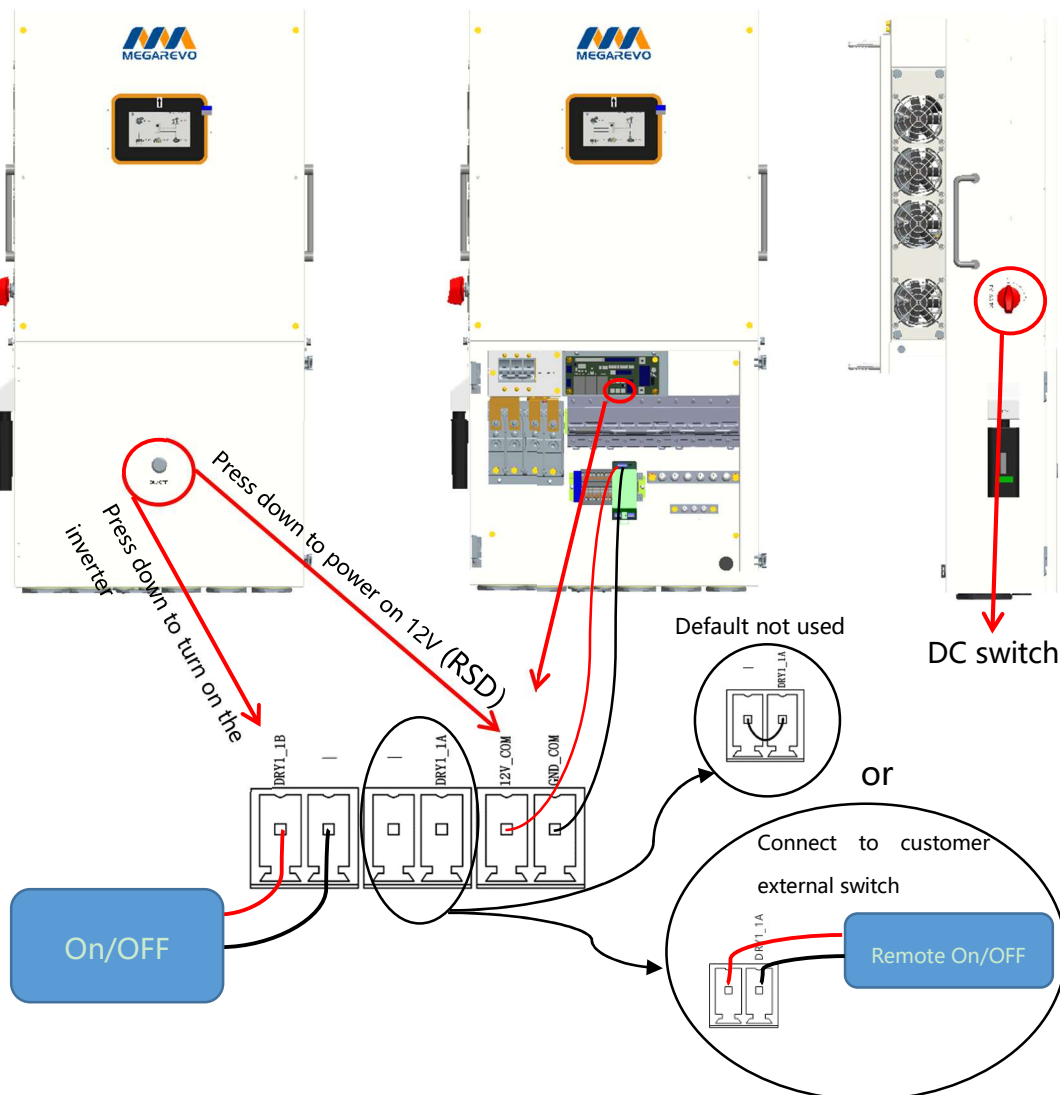 MEGAREVO
MEGAREVO
Press down to turn on the
inverter
Press down to power on 12V (RSD)
Default not used
DRY1_1A
DC switch
or
DRY1_1B
DRY1_1A
12V_COM
GND_COM
Connect to customer
external switch
DRY1_1A
On/OFF
Remote On/OFF